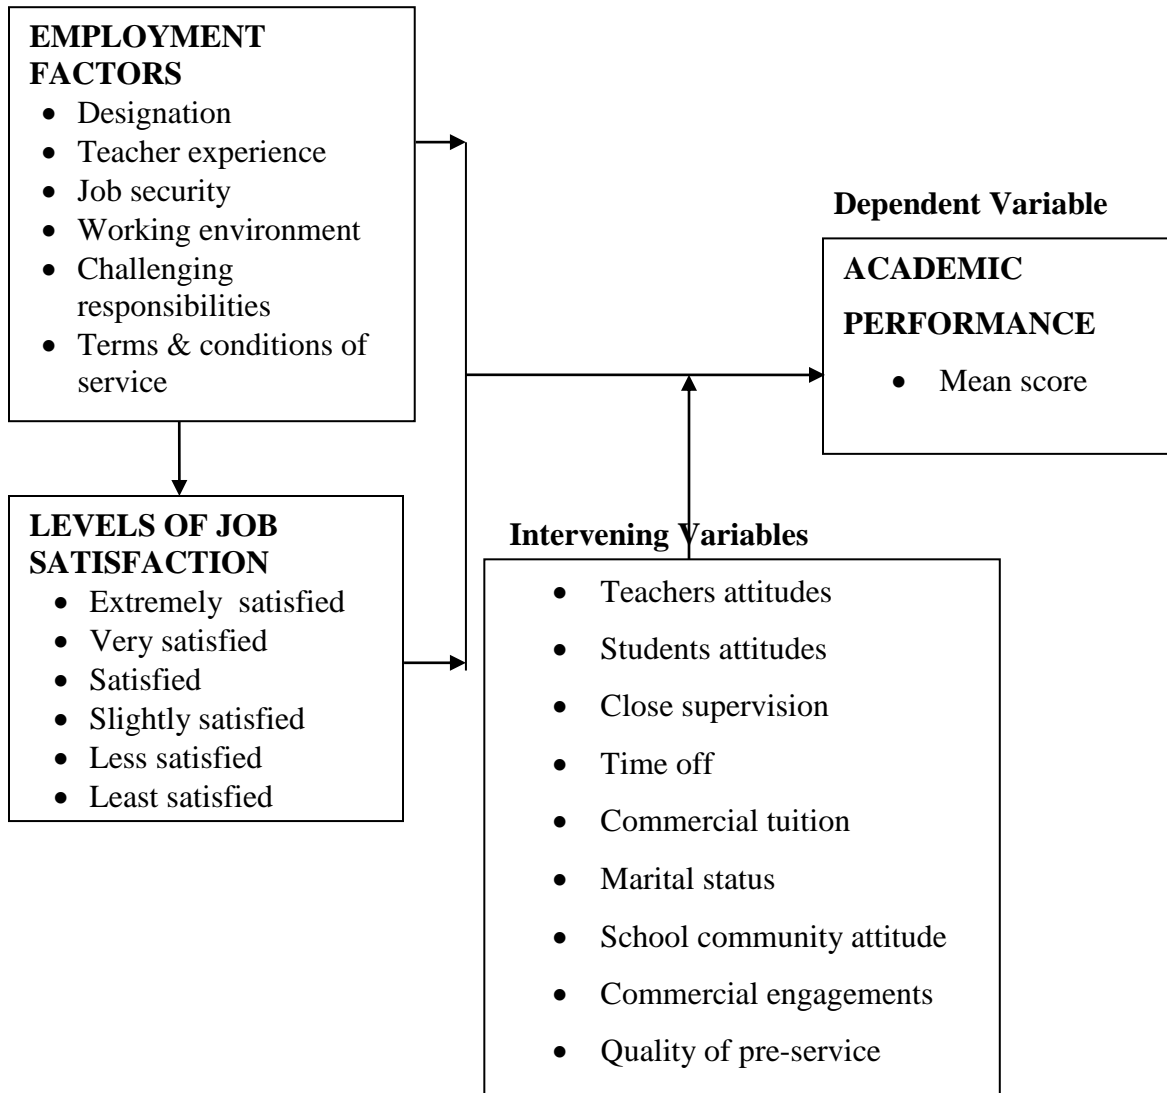 EMPLOYMENT
FACTORS
• Designation
• Teacher experience
• Job security
• Working environment
• Challenging
responsibilities
• Terms & conditions of
service
LEVELS OF JOB
SATISFACTION
• Extremely  satisfied
• Very satisfied
• Satisfied
• Slightly satisfied
• Less satisfied
• Least satisfied
Dependent Variable
ACADEMIC
PERFORMANCE
• Mean score
Intervening Variables
• Teachers attitudes
• Students attitudes
• Close supervision
• Time off
• Commercial tuition
• Marital status
• School community attitude
• Commercial engagements
• Quality of pre-service